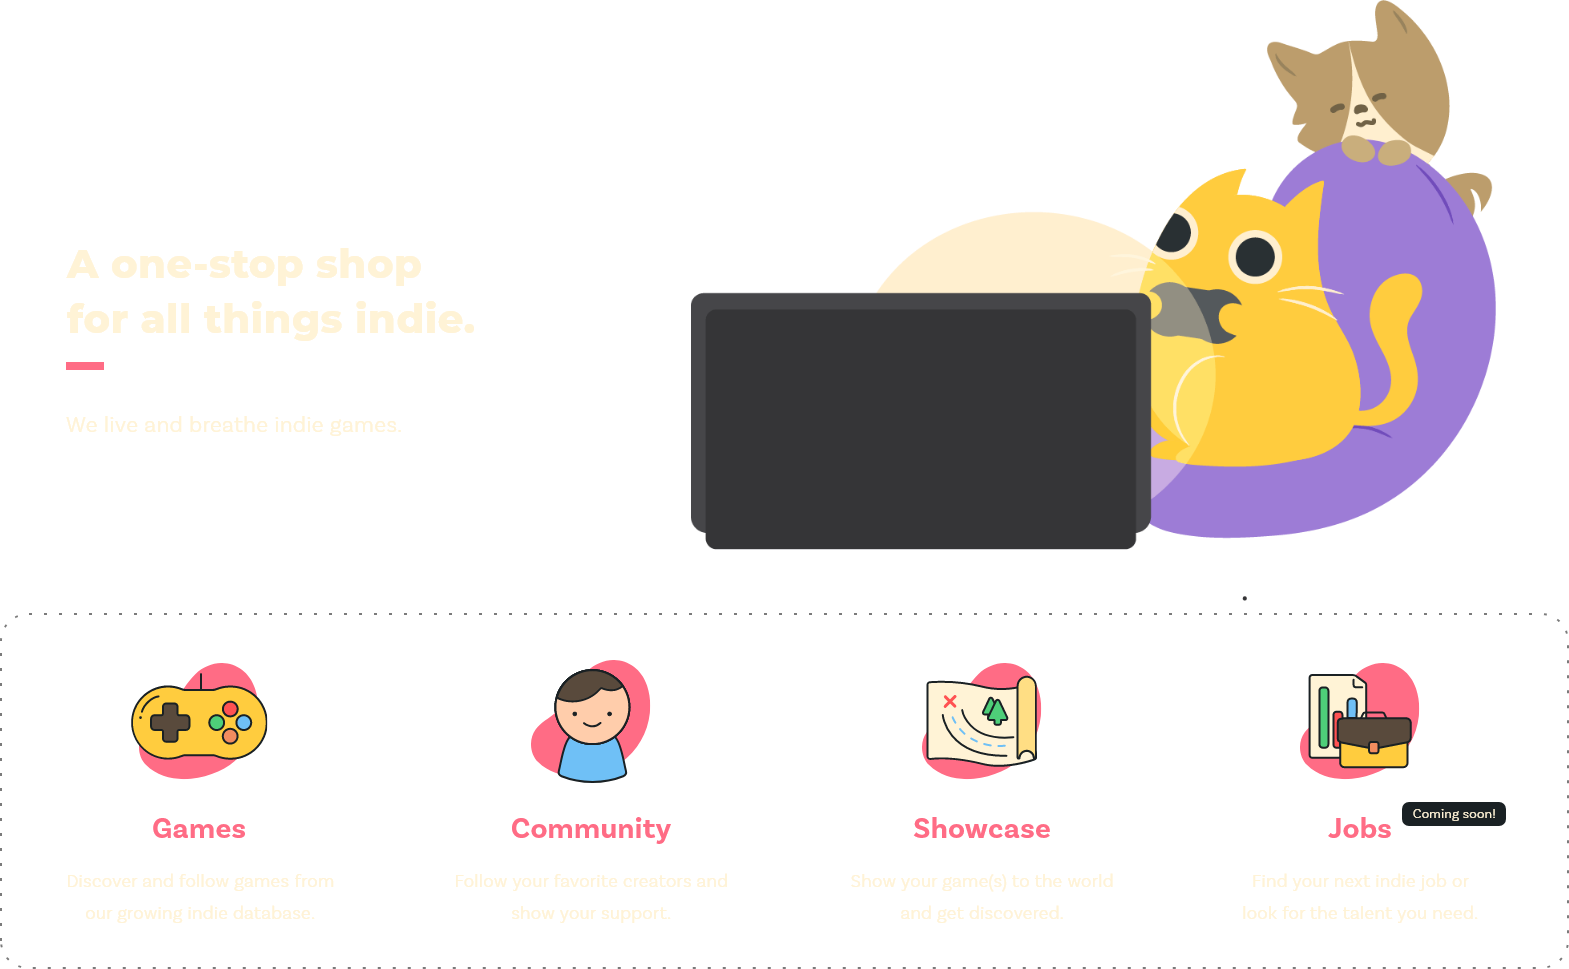 A one-stop shop
for all things indie.
We live and breathe indie games.
Games
Discover and follow games from
our growing indie database.
Community
Follow your favorite creators and
show your support.
Showcase
Show your game(s) to the world
and get discovered.
Jobs
Coming soon!
Find your next indie job or
look for the talent you need.